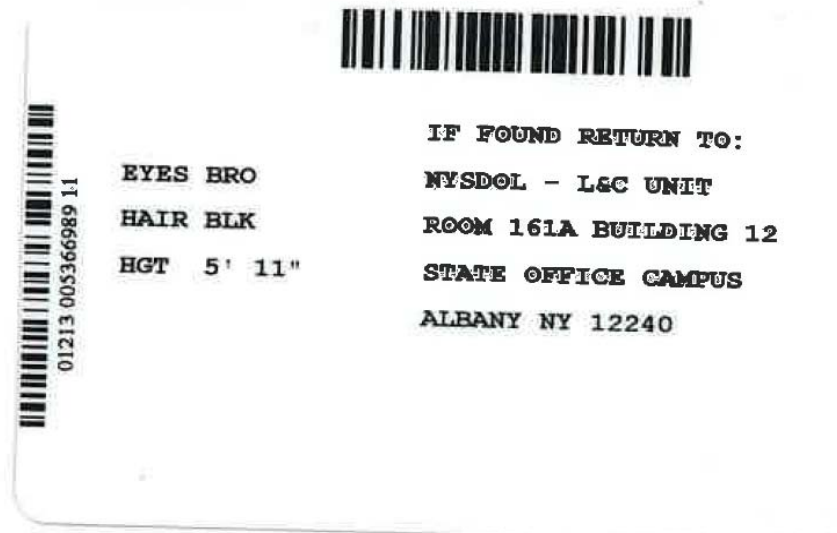 01213 005366989 11
EYES BRO
HAIR BLK
HGT 5' 11"
IF FOUND RETURN TO:
NYSDOL - L&C UNIT
ROOM 161A BUILDING 12
STATE OFFICE CAMPUS
ALBANY NY 12240